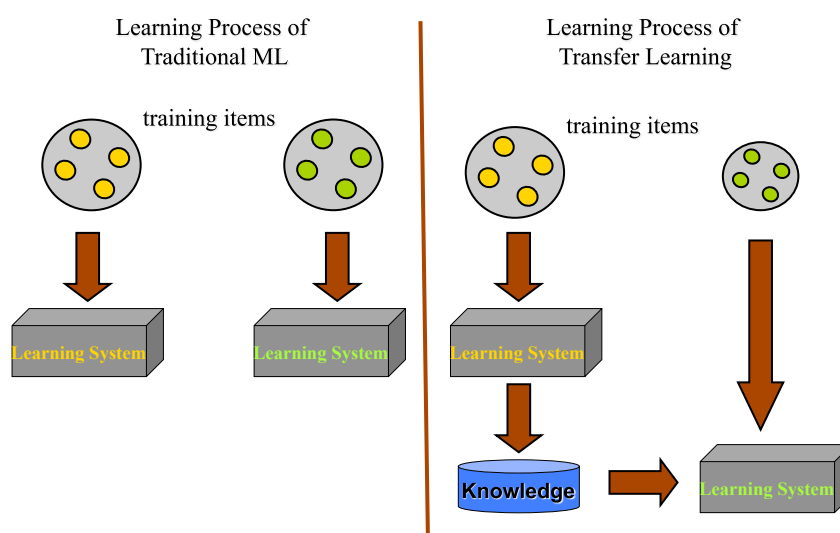 Learning Process of
Traditional ML
training items
Learning System
Learning System
Learning Process of
Transfer Learning
training items
Learning System
Knowledge
Learning System